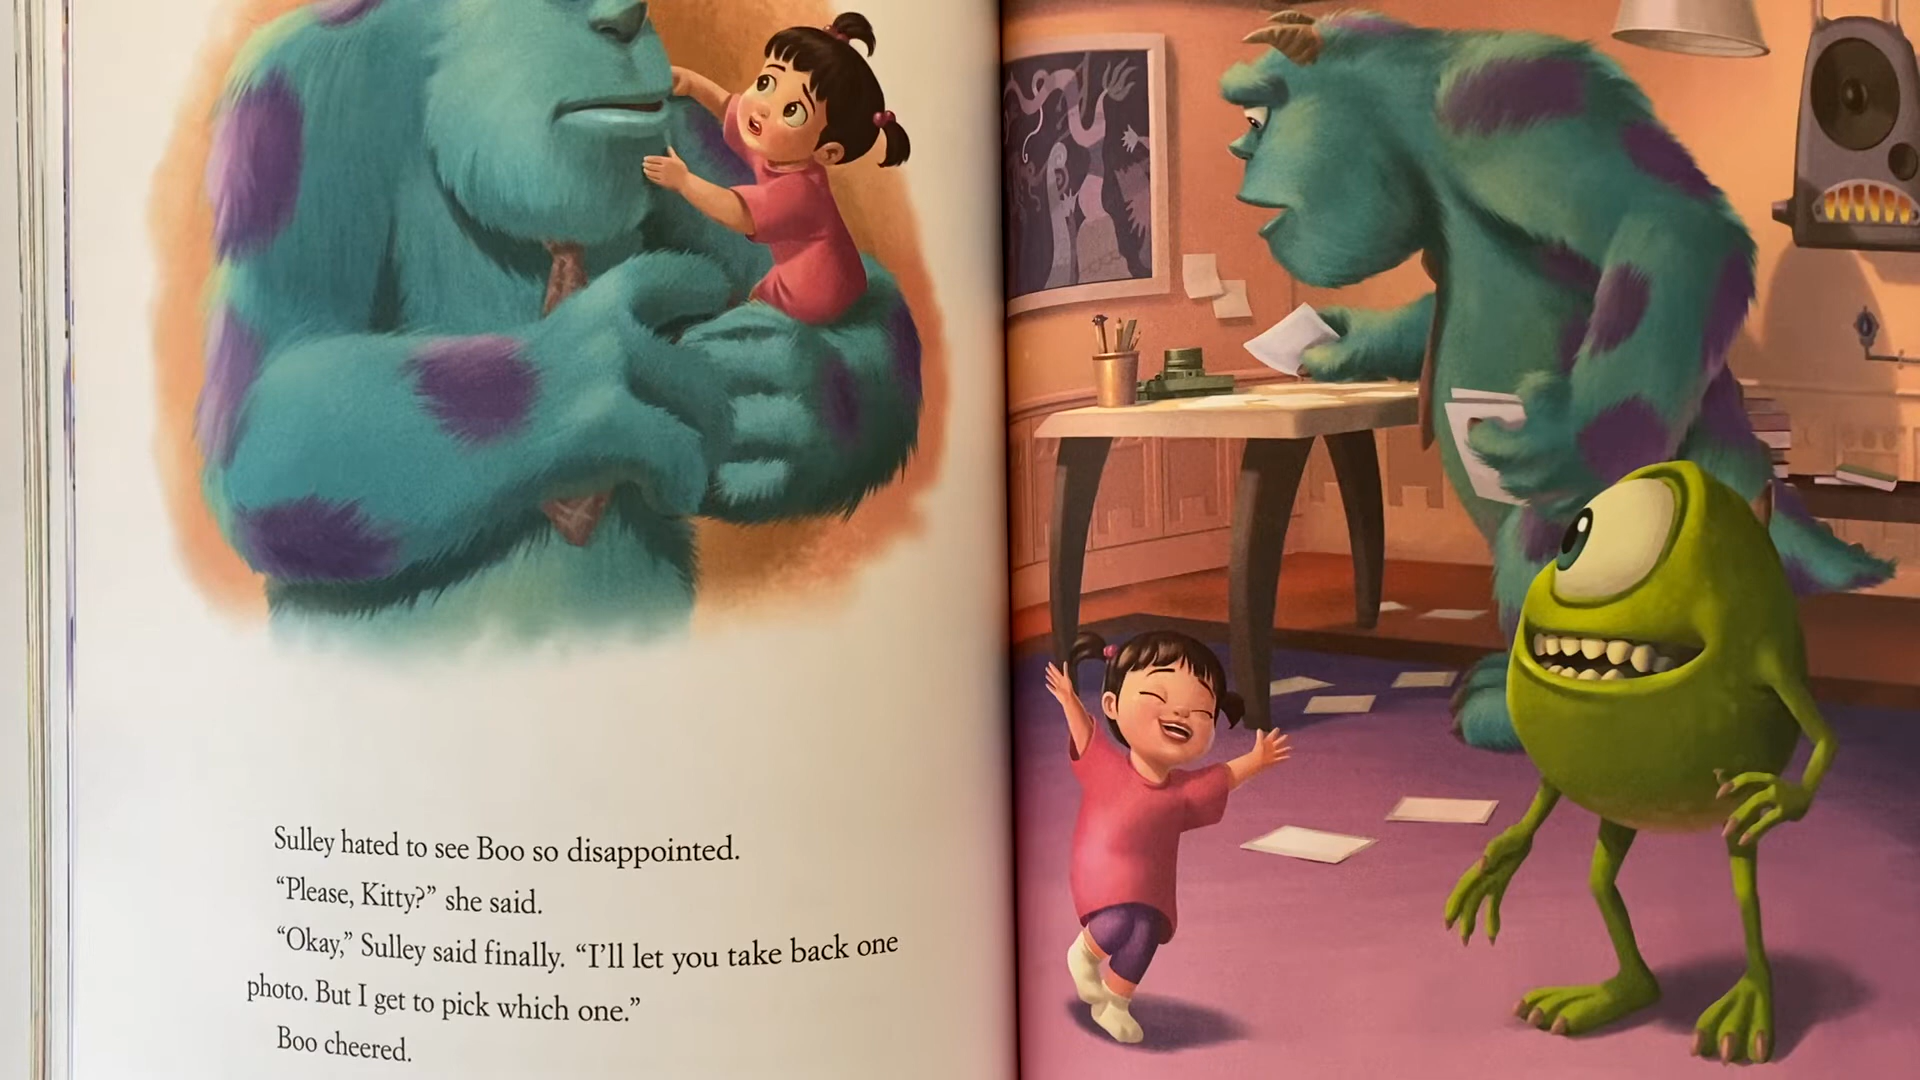 Sulley hated to see Boo so disappointed.
“Please, Kitty?” she said.
“Okay,” Sulley said finally. “I’ll let you take back one
photo. But I get to pick which one.”
Boo cheered.